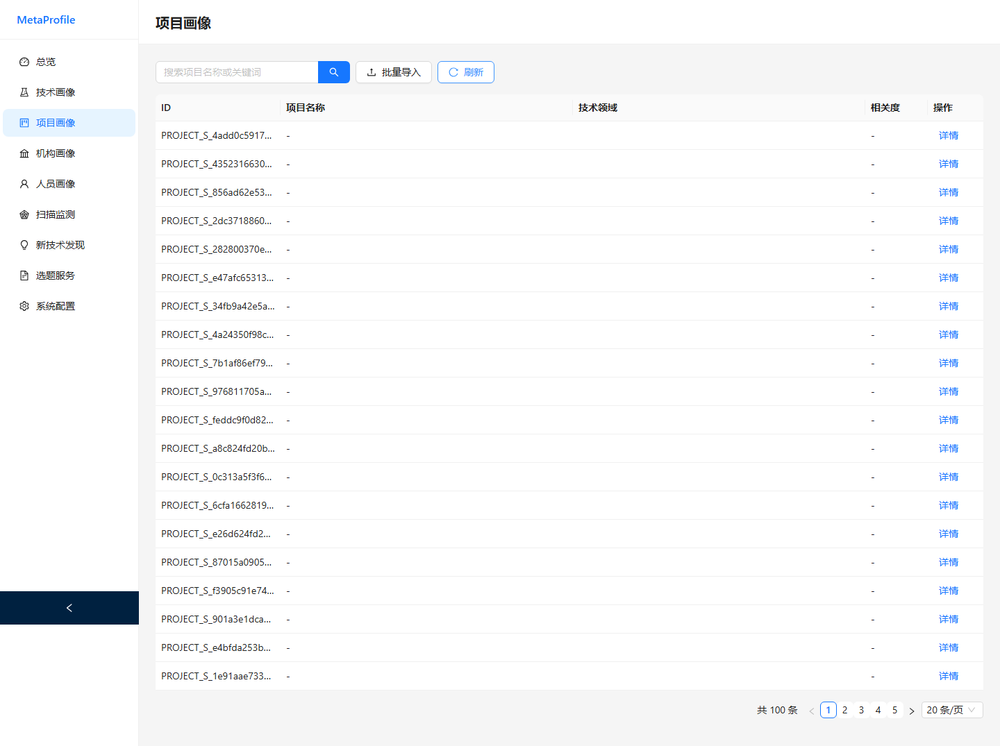 MetaProfile
项目画像
总览
技术画像
项目画像
机构画像
人员画像
扫描监测
新技术发现
选题服务
系统配置
搜索项目名称或关键词 批量导入 刷新
ID 项目名称 技术领域 相关度 操作
PROJECT_S_4add0c5917... - - 详情
PROJECT_S_4352316630... - - 详情
PROJECT_S_856ad62e53... - - 详情
PROJECT_S_2dc3718860... - - 详情
PROJECT_S_282800370e... - - 详情
PROJECT_S_e47afc65313... - - 详情
PROJECT_S_34fb9a42e5a... - - 详情
PROJECT_S_4a24350f98c... - - 详情
PROJECT_S_7b1af86ef79... - - 详情
PROJECT_S_976811705a... - - 详情
PROJECT_S_feddc9f0d82... - - 详情
PROJECT_S_a8c824fd20b... - - 详情
PROJECT_S_0c313a5f3f6... - - 详情
PROJECT_S_6cfa1662819... - - 详情
PROJECT_S_e26d624fd2... - - 详情
PROJECT_S_87015a0905... - - 详情
PROJECT_S_f3905c91e74... - - 详情
PROJECT_S_901a3e1dca... - - 详情
PROJECT_S_e4bfda253b... - - 详情
PROJECT_S_1e91aae733... - - 详情
共 100 条 1 2 3 4 5 20 条/页